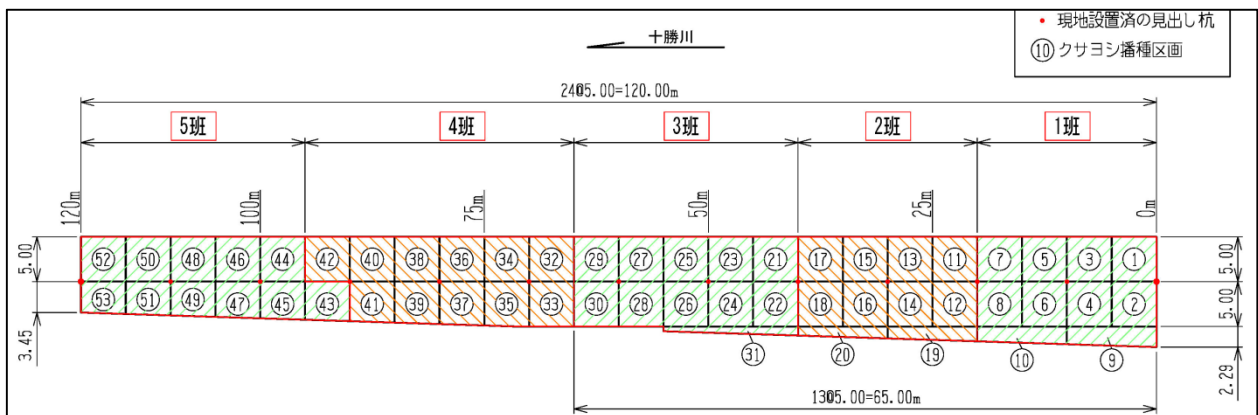 • 現地設置済の見出し杭
⑩ クサヨシ播種区画
十勝川
24@5.00=120.00m
5班 4班 3班 2班 1班
120m 100m 75m 50m 25m 0m
5.00 ㊿+2 ㊿ ㊽ ㊻ ㊹ ㊷ ㊵ ㊳ ㊱ ㉞ ㉜ ㉙ ㉗ ㉕ ㉓ ㉑ ⑰ ⑮ ⑬ ⑪ ⑦ ⑤ ③ ① 5.00
3.45 53 51 ㊾ ㊼ ㊺ ㊸ ㊶ ㊴ ㊲ ㉟ ㉝ ㉚ ㉘ ㉖ ㉔ ㉒ ⑱ ⑯ ⑭ ⑫ ⑧ ⑥ ④ ② 5.00
㉛ ⑳ ⑲ ⑩ ⑨ 2.29
13@5.00=65.00m